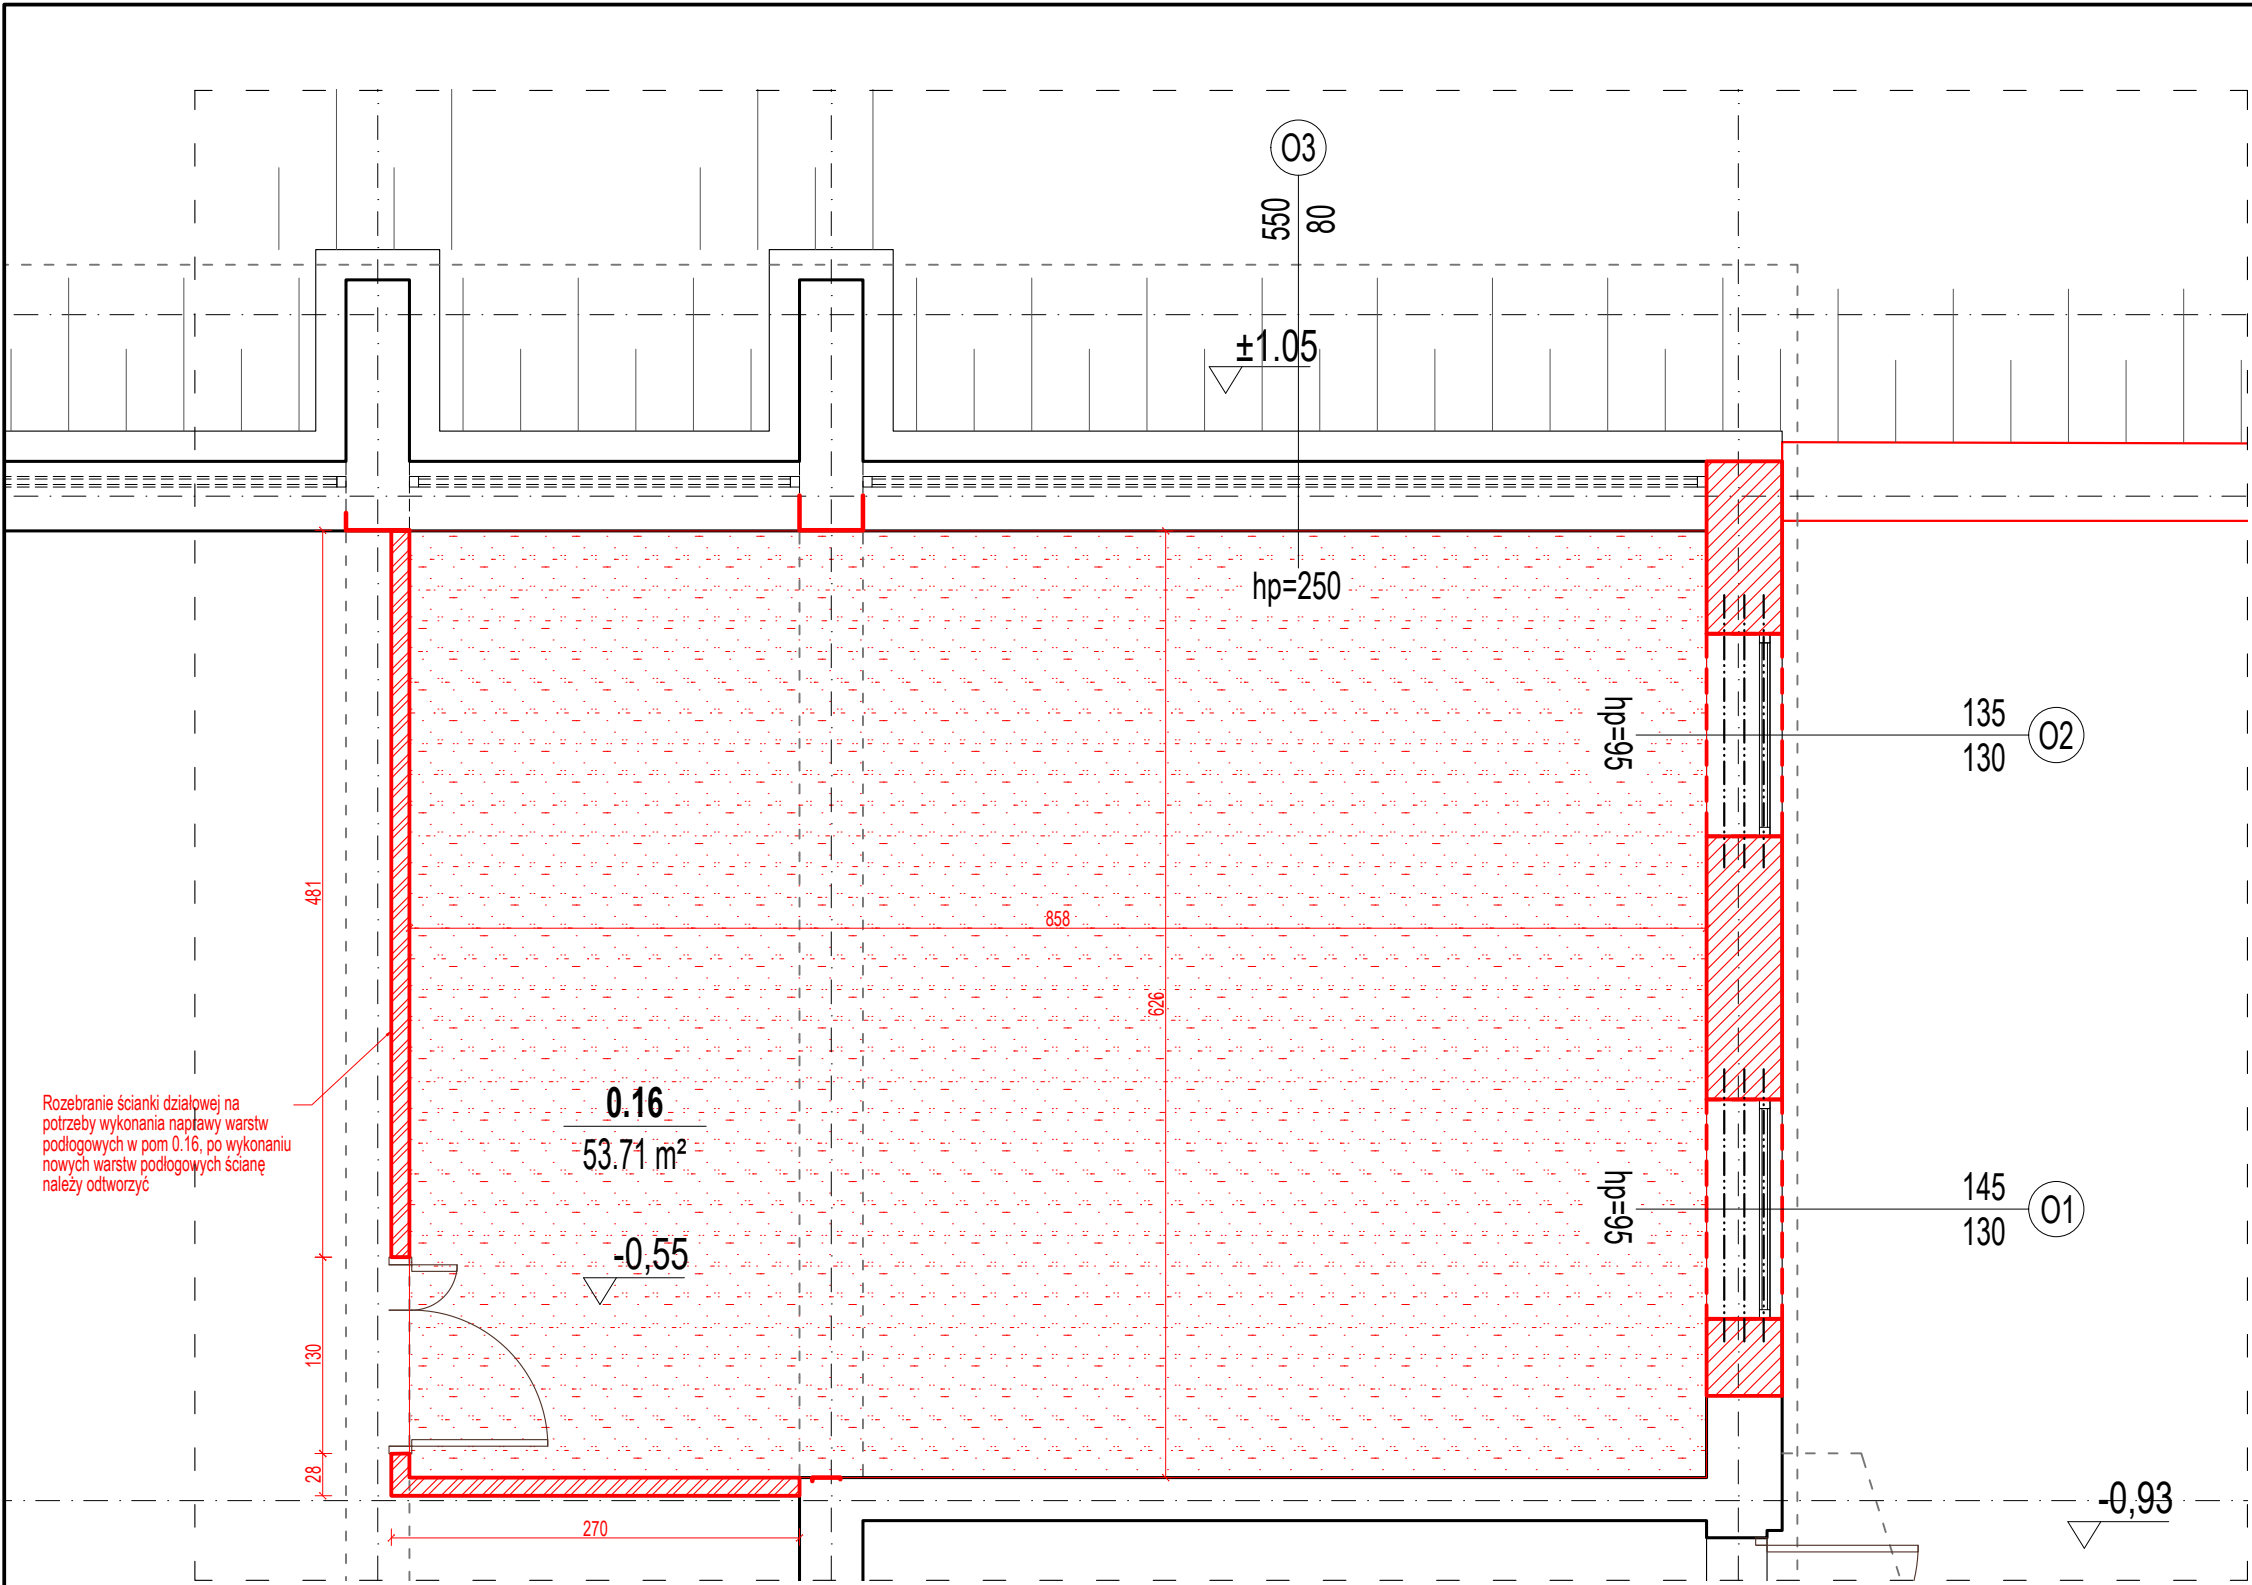 O3
550
80
±1.05
hp=250
hp=95
135
130
O2
481
858
626
Rozebranie ścianki działowej na
potrzeby wykonania naprawy warstw
podłogowych w pom 0.16, po wykonaniu
nowych warstw podłogowych ścianę
należy odtworzyć
0.16
53.71 m²
hp=95
145
130
O1
-0,55
130
28
270
-0,93